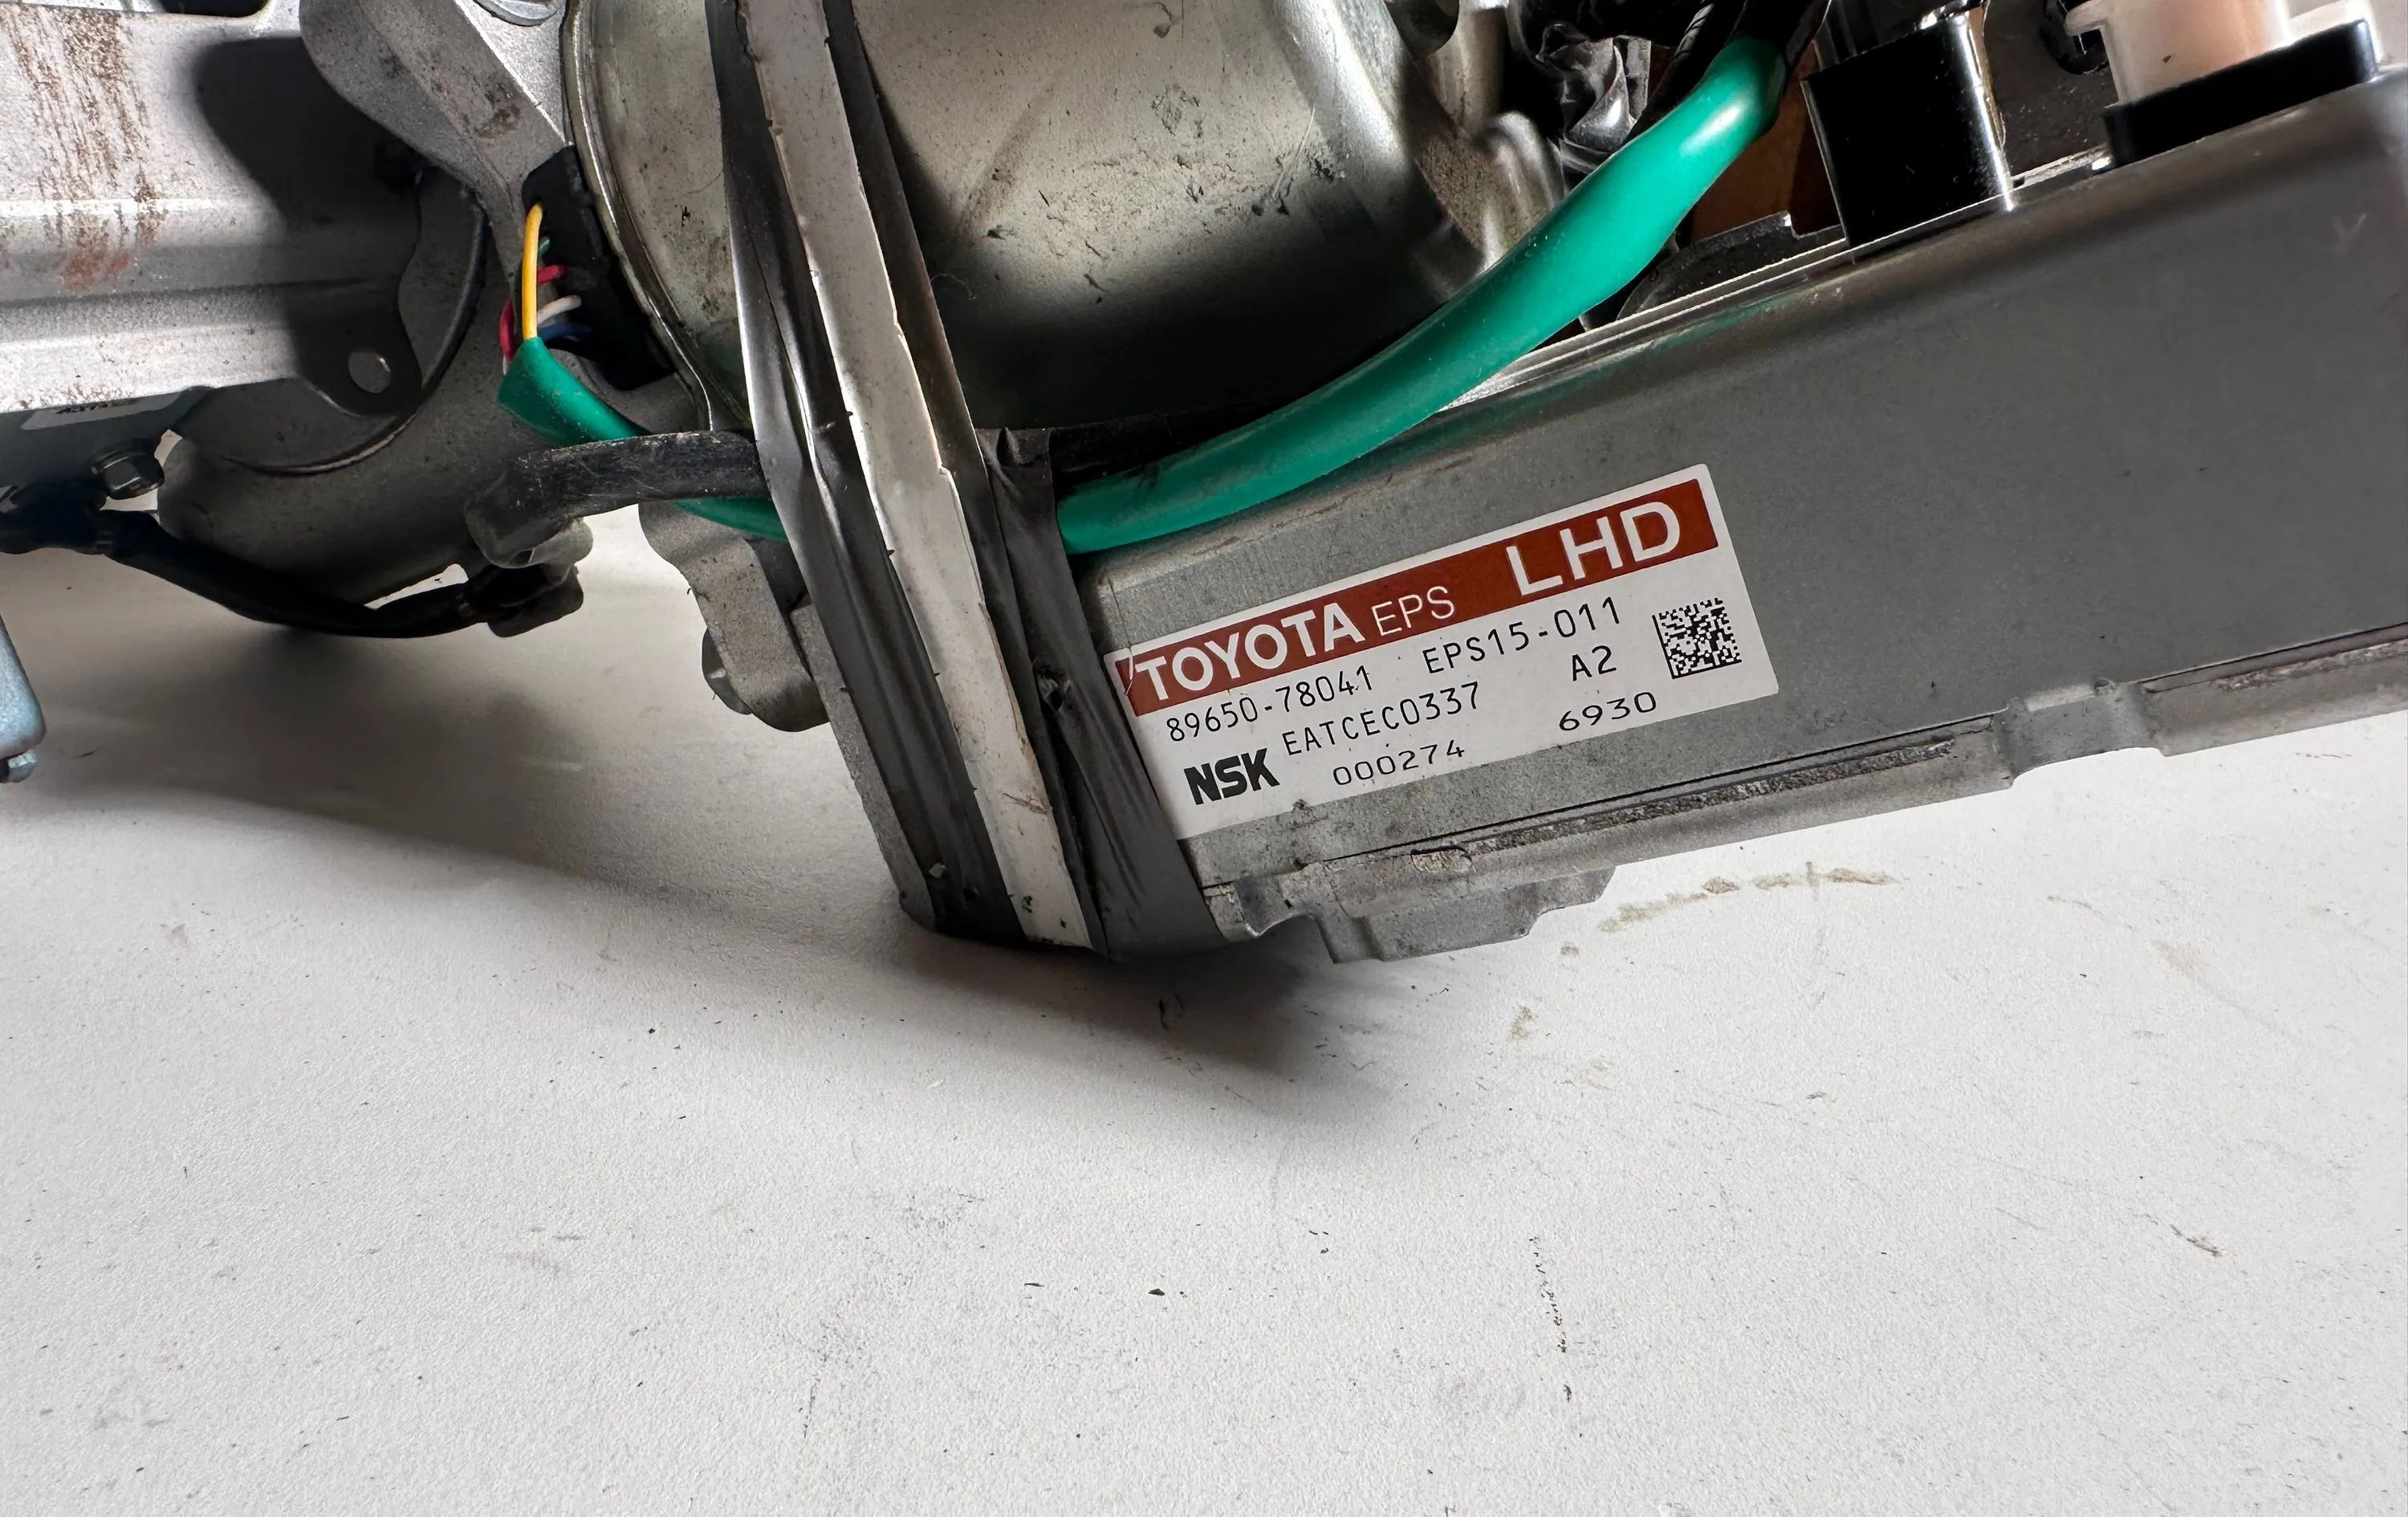 TOYOTA EPS LHD
89650-78041 EPS15-011
EATCEC0337 A2
NSK 000274 6930